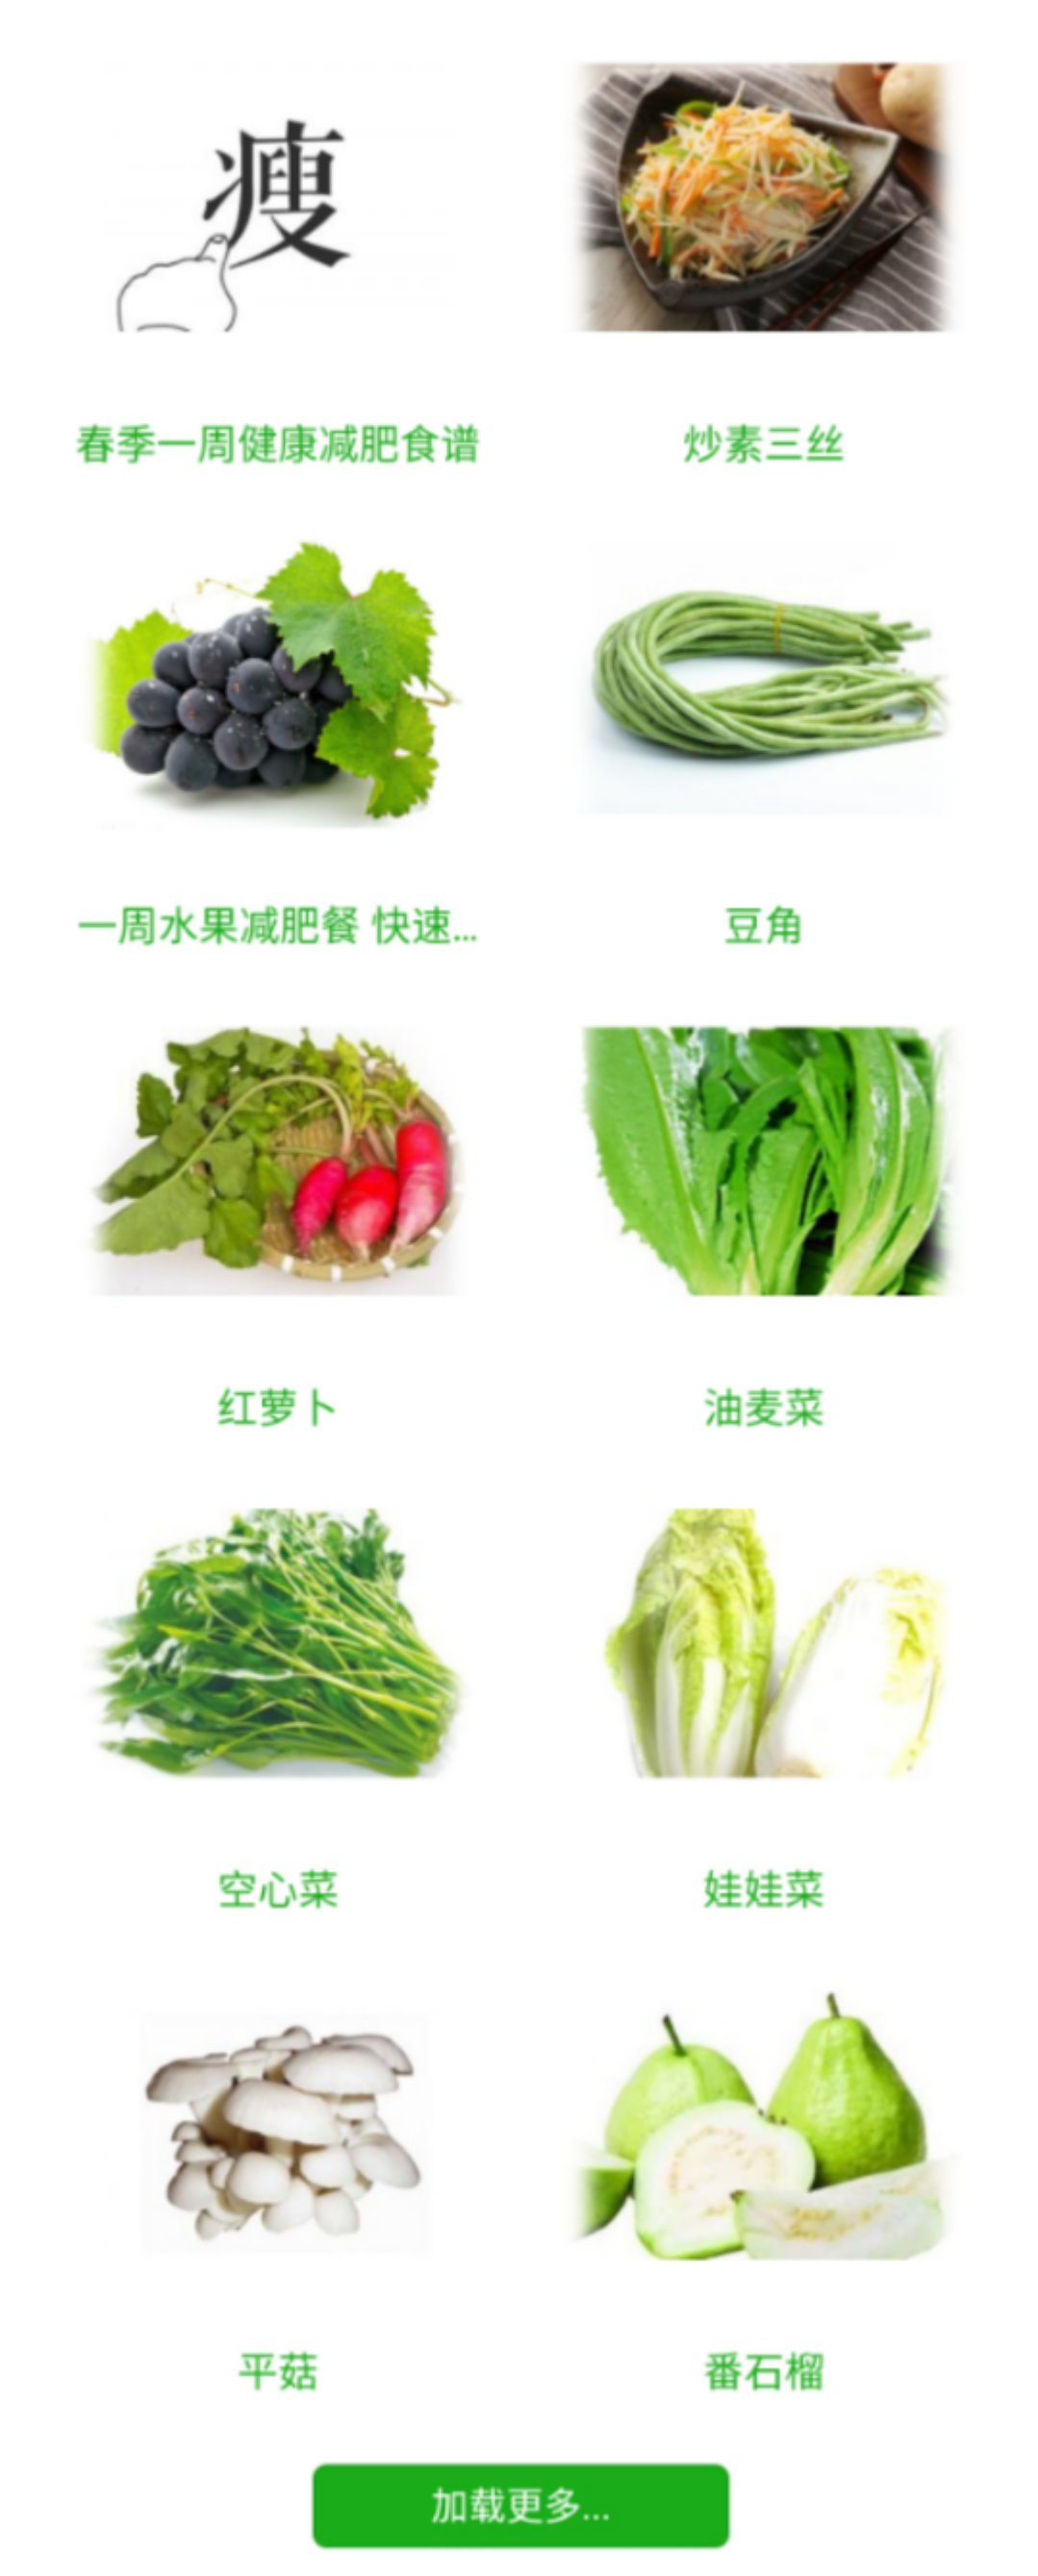 瘦
春季一周健康减肥食谱
炒素三丝
一周水果减肥餐 快速...
豆角
红萝卜
油麦菜
空心菜
娃娃菜
平菇
番石榴
加载更多...